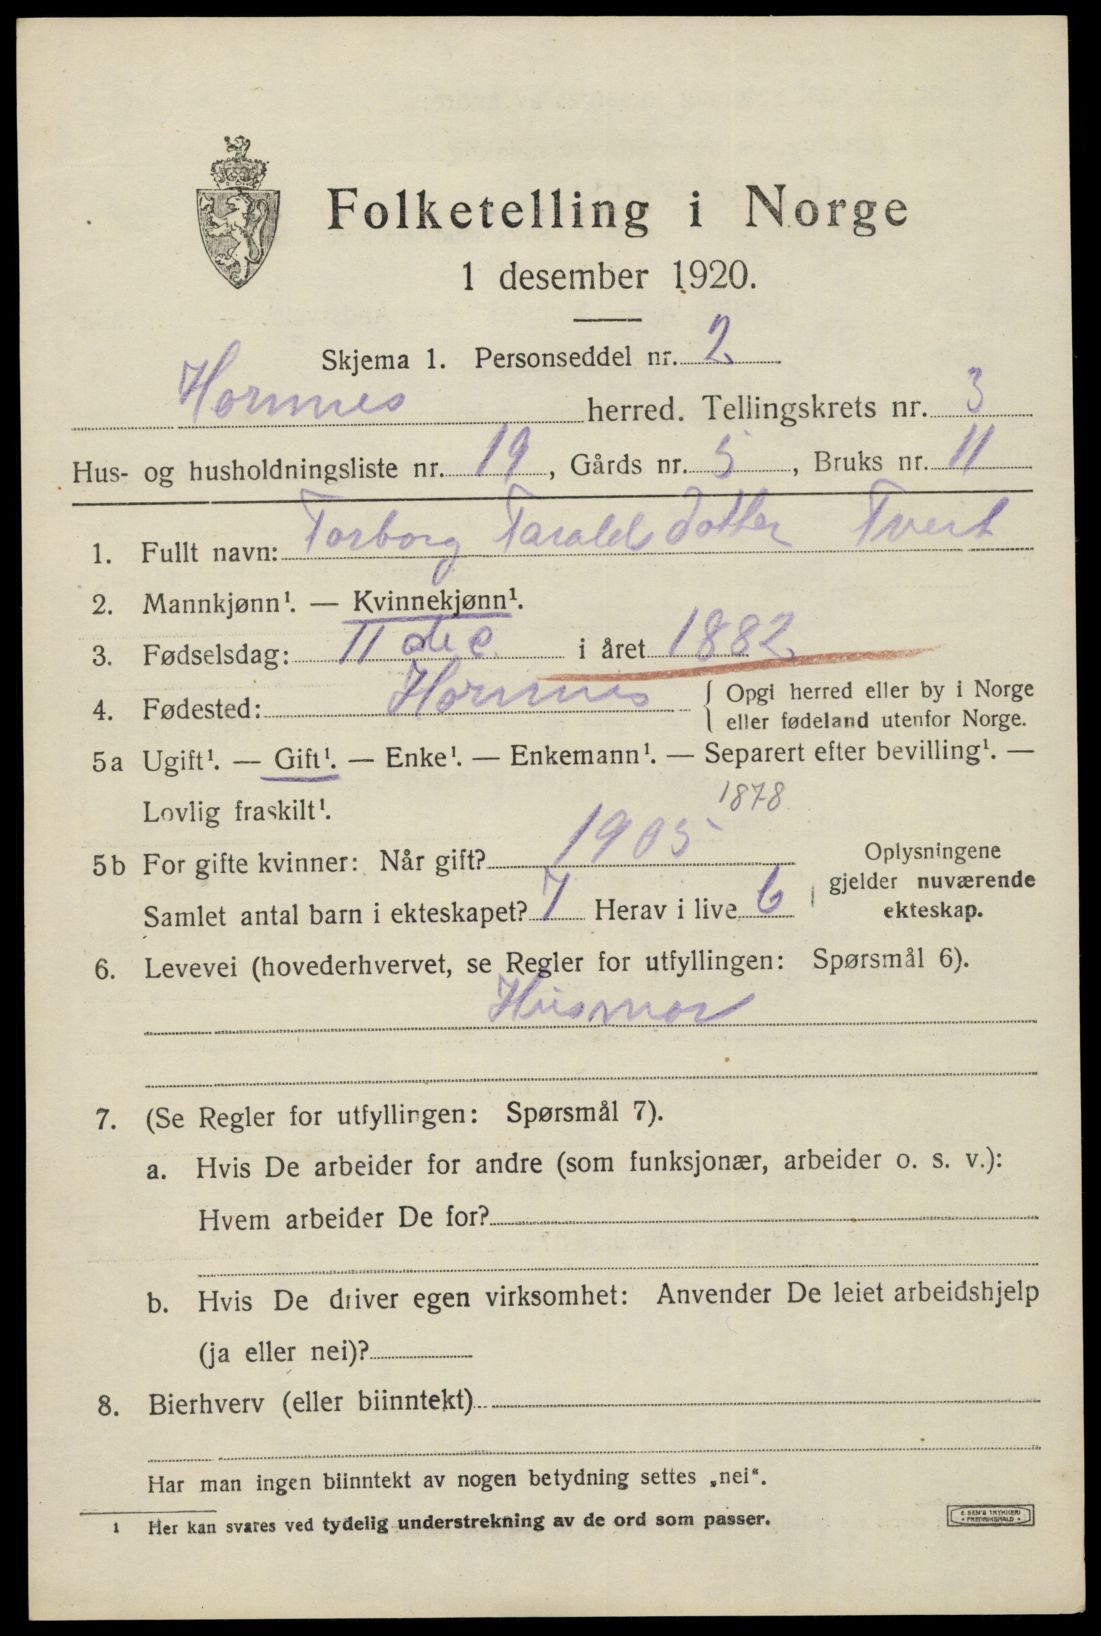 Folketelling i Norge
1 desember 1920.
Skjema 1. Personseddel nr. 2
Hornnes herred. Tellingskrets nr. 3
Hus- og husholdningsliste nr. 19, Gårds nr. 5, Bruks nr. 11
1. Fullt navn: Torborg Taraldsdotter Tveit
2. Mannkjønn¹. — Kvinnekjønn¹.
3. Fødselsdag: 11 dec. i året 1882
4. Fødested: Hornnes { Opgi herred eller by i Norge
eller fødeland utenfor Norge.
5a Ugift¹. — Gift¹. — Enke¹. — Enkemann¹. — Separert efter bevilling¹. —
Lovlig fraskilt¹. 1878
5b For gifte kvinner: Når gift? 1905 Oplysningene
gjelder nuværende
Samlet antal barn i ekteskapet? 7 Herav i live 6 ekteskap.
6. Levevei (hovederhvervet, se Regler for utfyllingen: Spørsmål 6).
Husmor
7. (Se Regler for utfyllingen: Spørsmål 7).
a. Hvis De arbeider for andre (som funksjonær, arbeider o. s. v.):
Hvem arbeider De for?
b. Hvis De driver egen virksomhet: Anvender De leiet arbeidshjelp
(ja eller nei)?
8. Bierhverv (eller biinntekt)
Har man ingen biinntekt av nogen betydning settes „nei“.
¹ Her kan svares ved tydelig understrekning av de ord som passer.
E. SEM'S TRYKKERI
FREDRIKSHALD